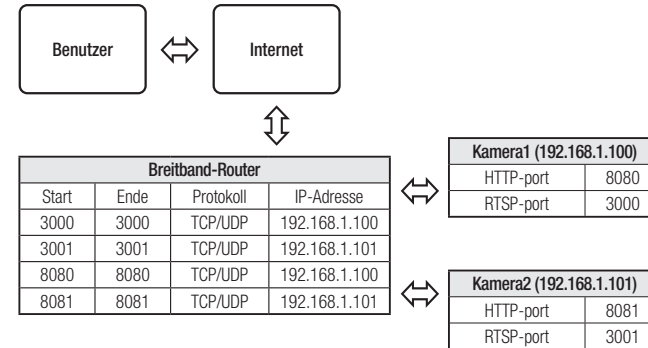 Benutzer
Internet
Breitband-Router
Start Ende Protokoll IP-Adresse
3000 3000 TCP/UDP 192.168.1.100
3001 3001 TCP/UDP 192.168.1.101
8080 8080 TCP/UDP 192.168.1.100
8081 8081 TCP/UDP 192.168.1.101
Kamera1 (192.168.1.100)
HTTP-port 8080
RTSP-port 3000
Kamera2 (192.168.1.101)
HTTP-port 8081
RTSP-port 3001